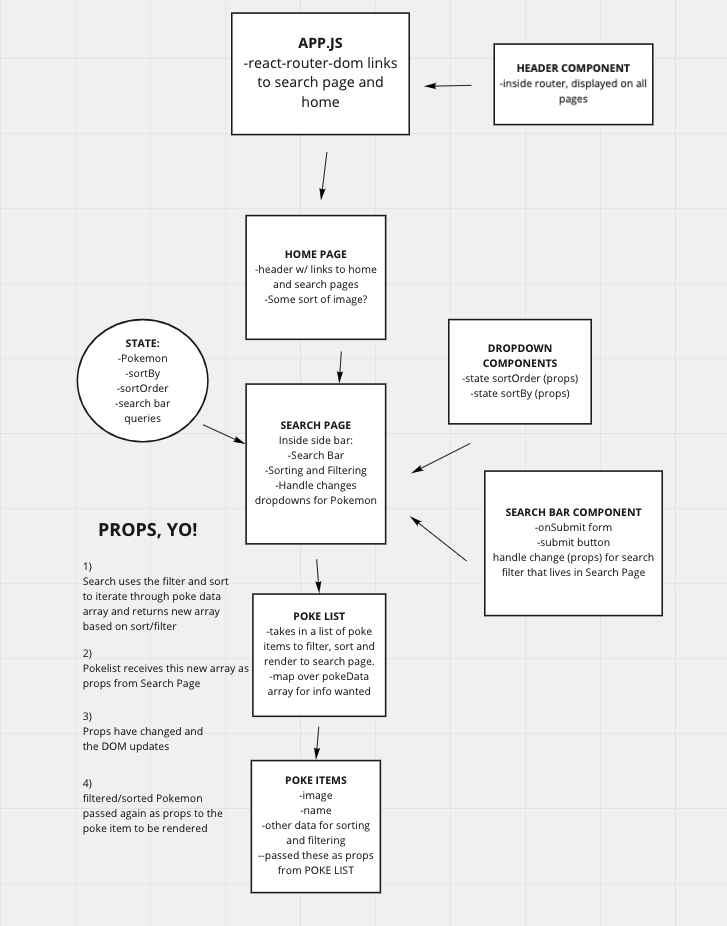 APP.JS
-react-router-dom links
to search page and
home
HEADER COMPONENT
-inside router, displayed on all
pages
HOME PAGE
-header w/ links to home
and search pages
-Some sort of image?
STATE:
-Pokemon
-sortBy
-sortOrder
-search bar
queries
DROPDOWN
COMPONENTS
-state sortOrder (props)
-state sortBy (props)
SEARCH PAGE
Inside side bar:
-Search Bar
-Sorting and Filtering
-Handle changes
dropdowns for Pokemon
SEARCH BAR COMPONENT
-onSubmit form
-submit button
handle change (props) for search
filter that lives in Search Page
PROPS, YO!
1)
Search uses the filter and sort
to iterate through poke data
array and returns new array
based on sort/filter
2)
Pokelist receives this new array as
props from Search Page
3)
Props have changed and
the DOM updates
4)
filtered/sorted Pokemon
passed again as props to the
poke item to be rendered
POKE LIST
-takes in a list of poke
items to filter, sort and
render to search page.
-map over pokeData
array for info wanted
POKE ITEMS
-image
-name
-other data for sorting
and filtering
--passed these as props
from POKE LIST